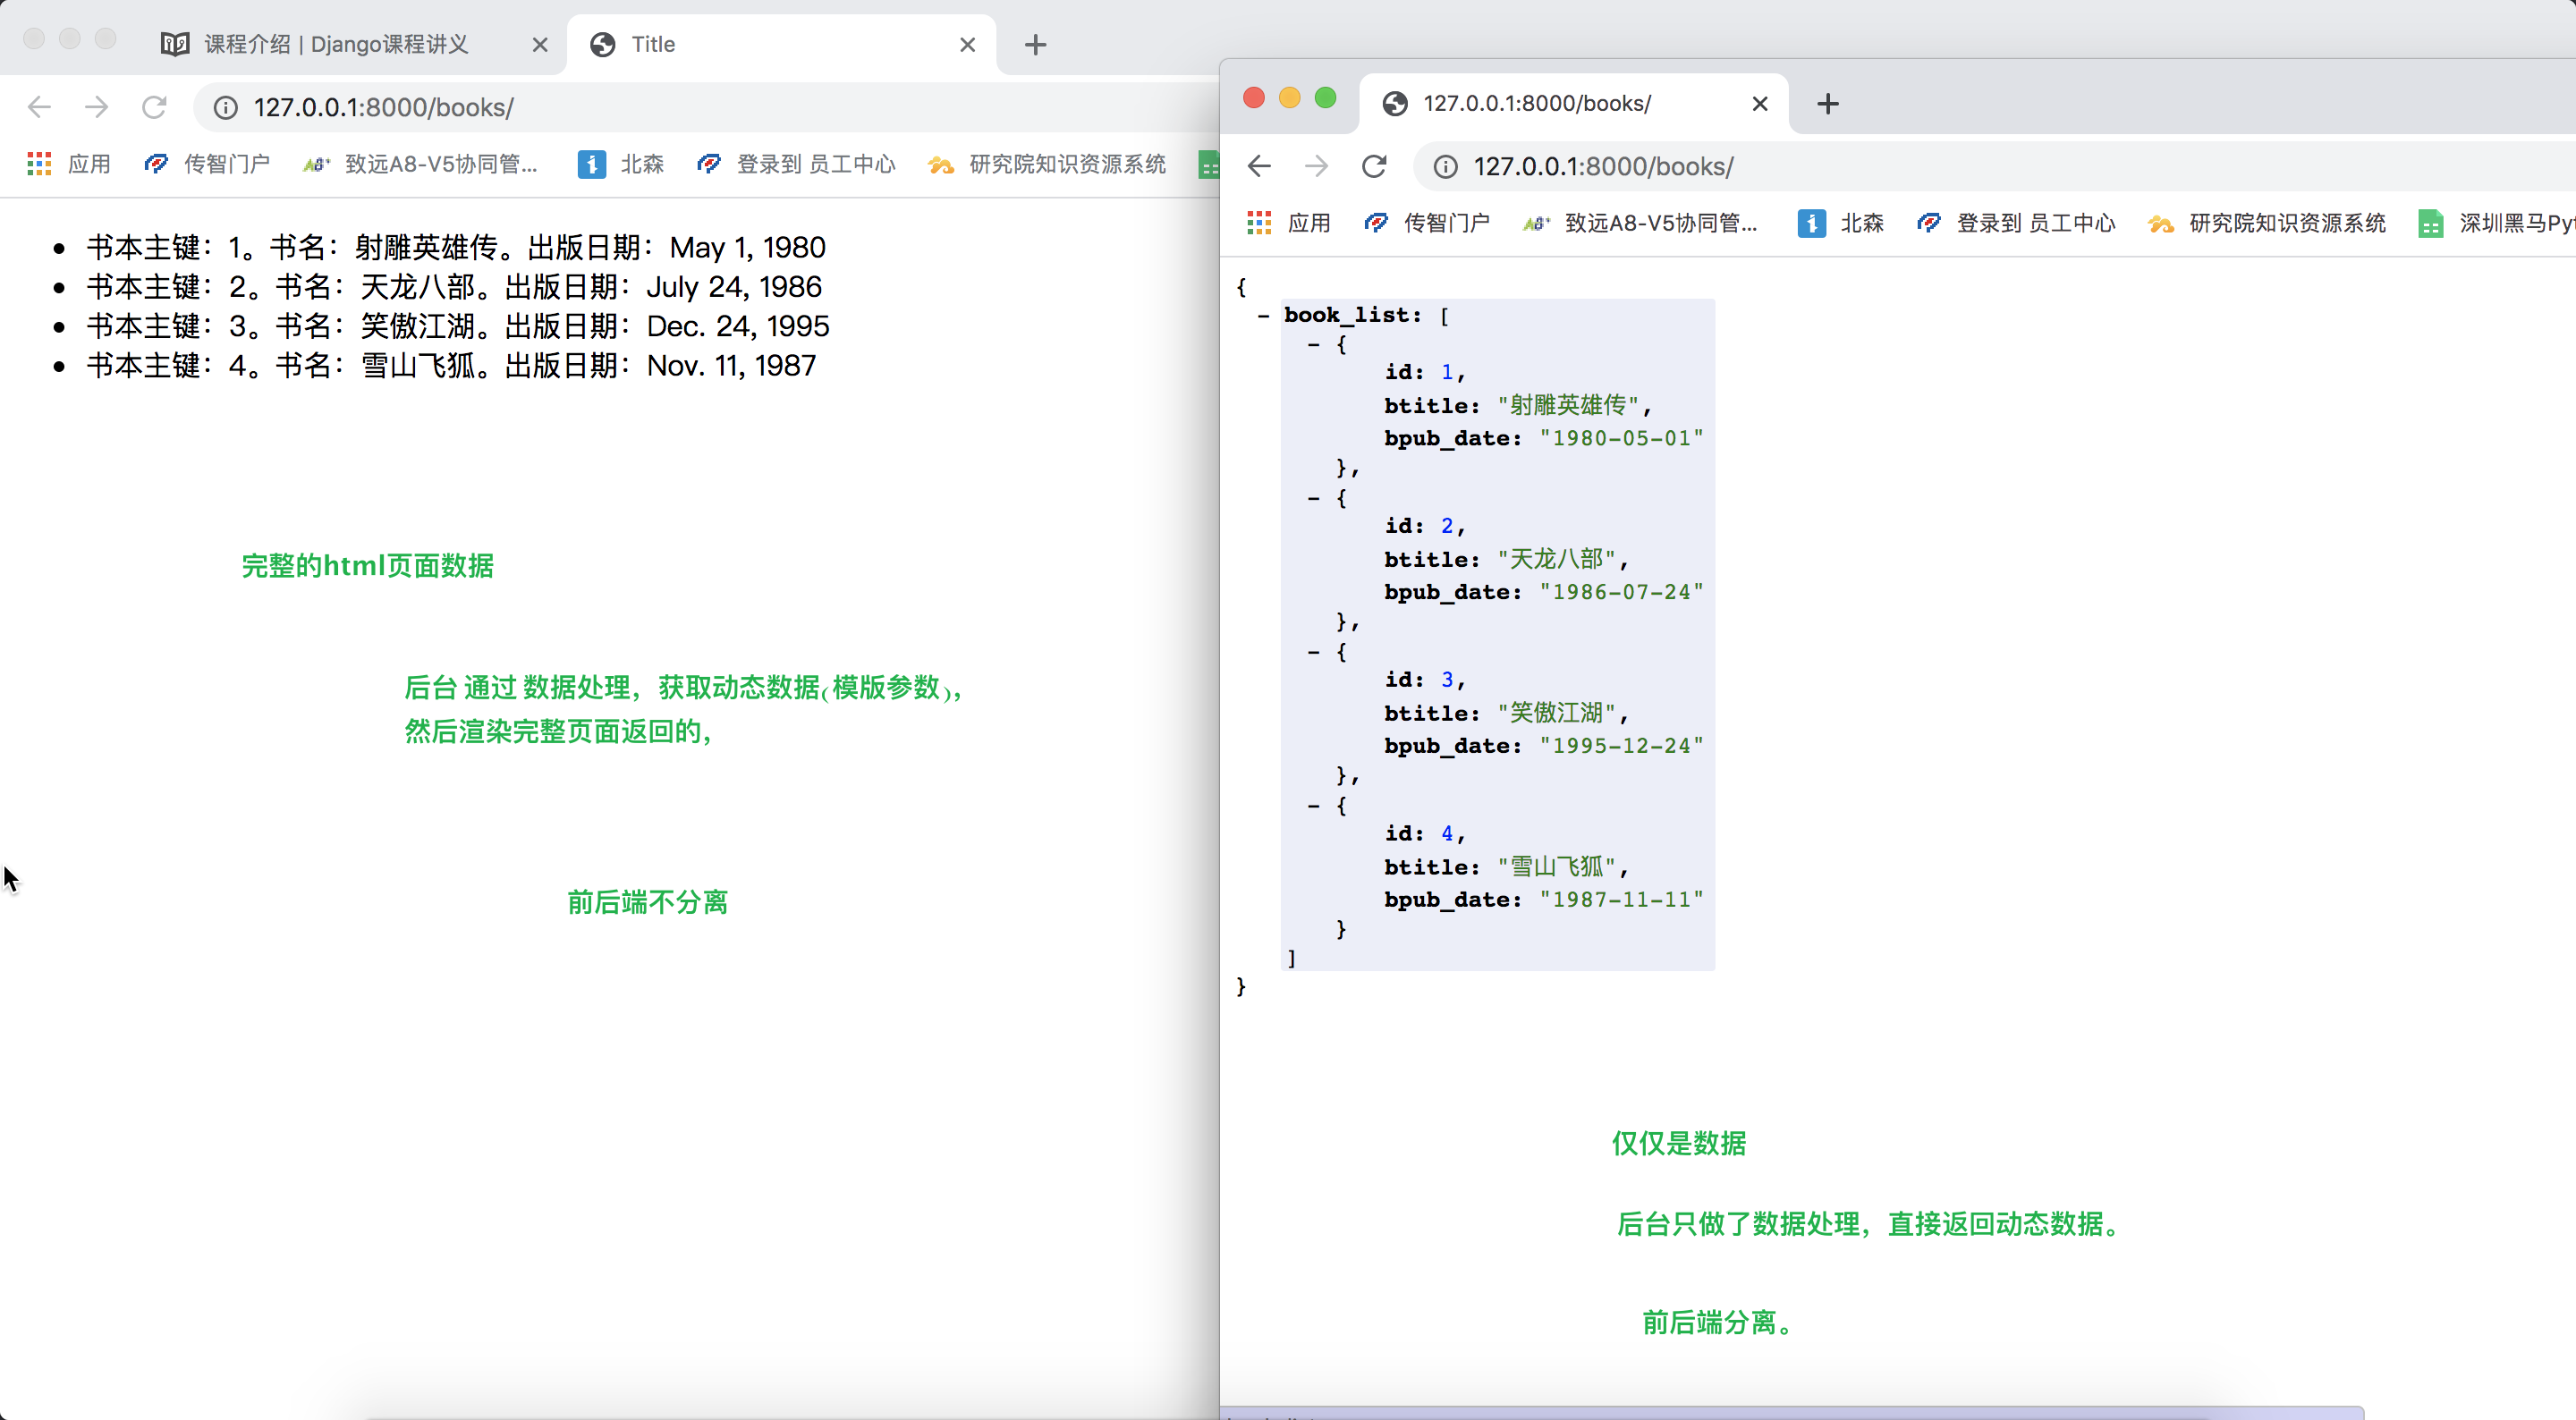 课程介绍 | Django课程讲义
Title
127.0.0.1:8000/books/
应用 传智门户 致远A8-V5协同管... 北森 登录到 员工中心 研究院知识资源系统
书本主键：1。书名：射雕英雄传。出版日期：May 1, 1980
书本主键：2。书名：天龙八部。出版日期：July 24, 1986
书本主键：3。书名：笑傲江湖。出版日期：Dec. 24, 1995
书本主键：4。书名：雪山飞狐。出版日期：Nov. 11, 1987
完整的html页面数据
后台 通过 数据处理，获取动态数据(模版参数)，
然后渲染完整页面返回的，
前后端不分离
127.0.0.1:8000/books/
127.0.0.1:8000/books/
应用 传智门户 致远A8-V5协同管... 北森 登录到 员工中心 研究院知识资源系统 深圳黑马Pyt
{
- book_list: [
- {
id: 1,
btitle: "射雕英雄传",
bpub_date: "1980-05-01"
},
- {
id: 2,
btitle: "天龙八部",
bpub_date: "1986-07-24"
},
- {
id: 3,
btitle: "笑傲江湖",
bpub_date: "1995-12-24"
},
- {
id: 4,
btitle: "雪山飞狐",
bpub_date: "1987-11-11"
}
]
}
仅仅是数据
后台只做了数据处理，直接返回动态数据。
前后端分离。